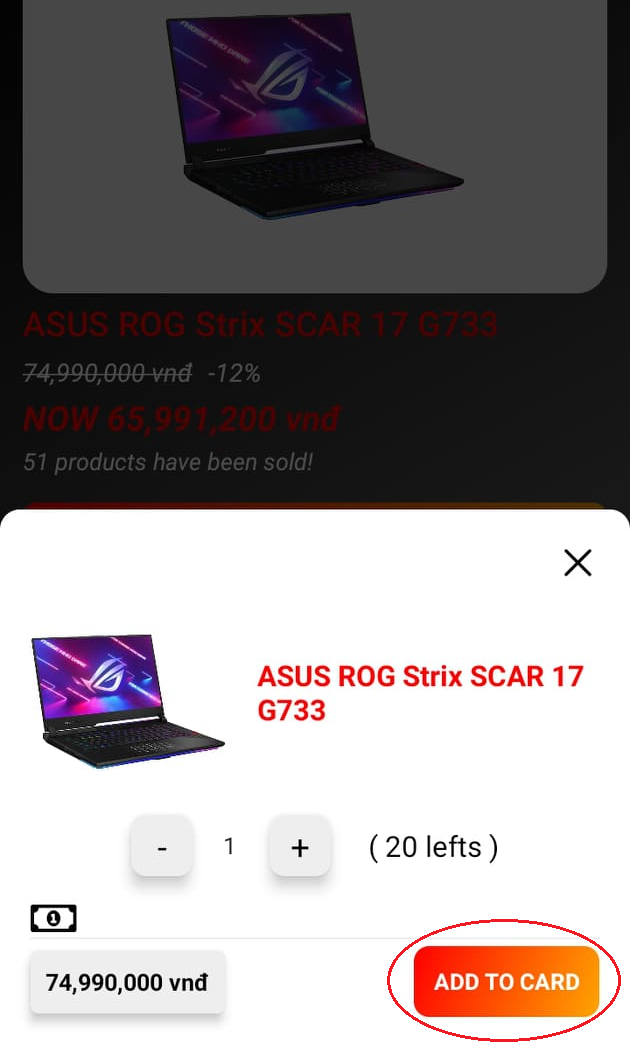 ASUS ROG Strix SCAR 17 G733
74,990,000 vnđ -12%
NOW 65,991,200 vnđ
51 products have been sold!
ASUS ROG Strix SCAR 17
G733
- 1 + ( 20 lefts )
1
74,990,000 vnđ
ADD TO CARD